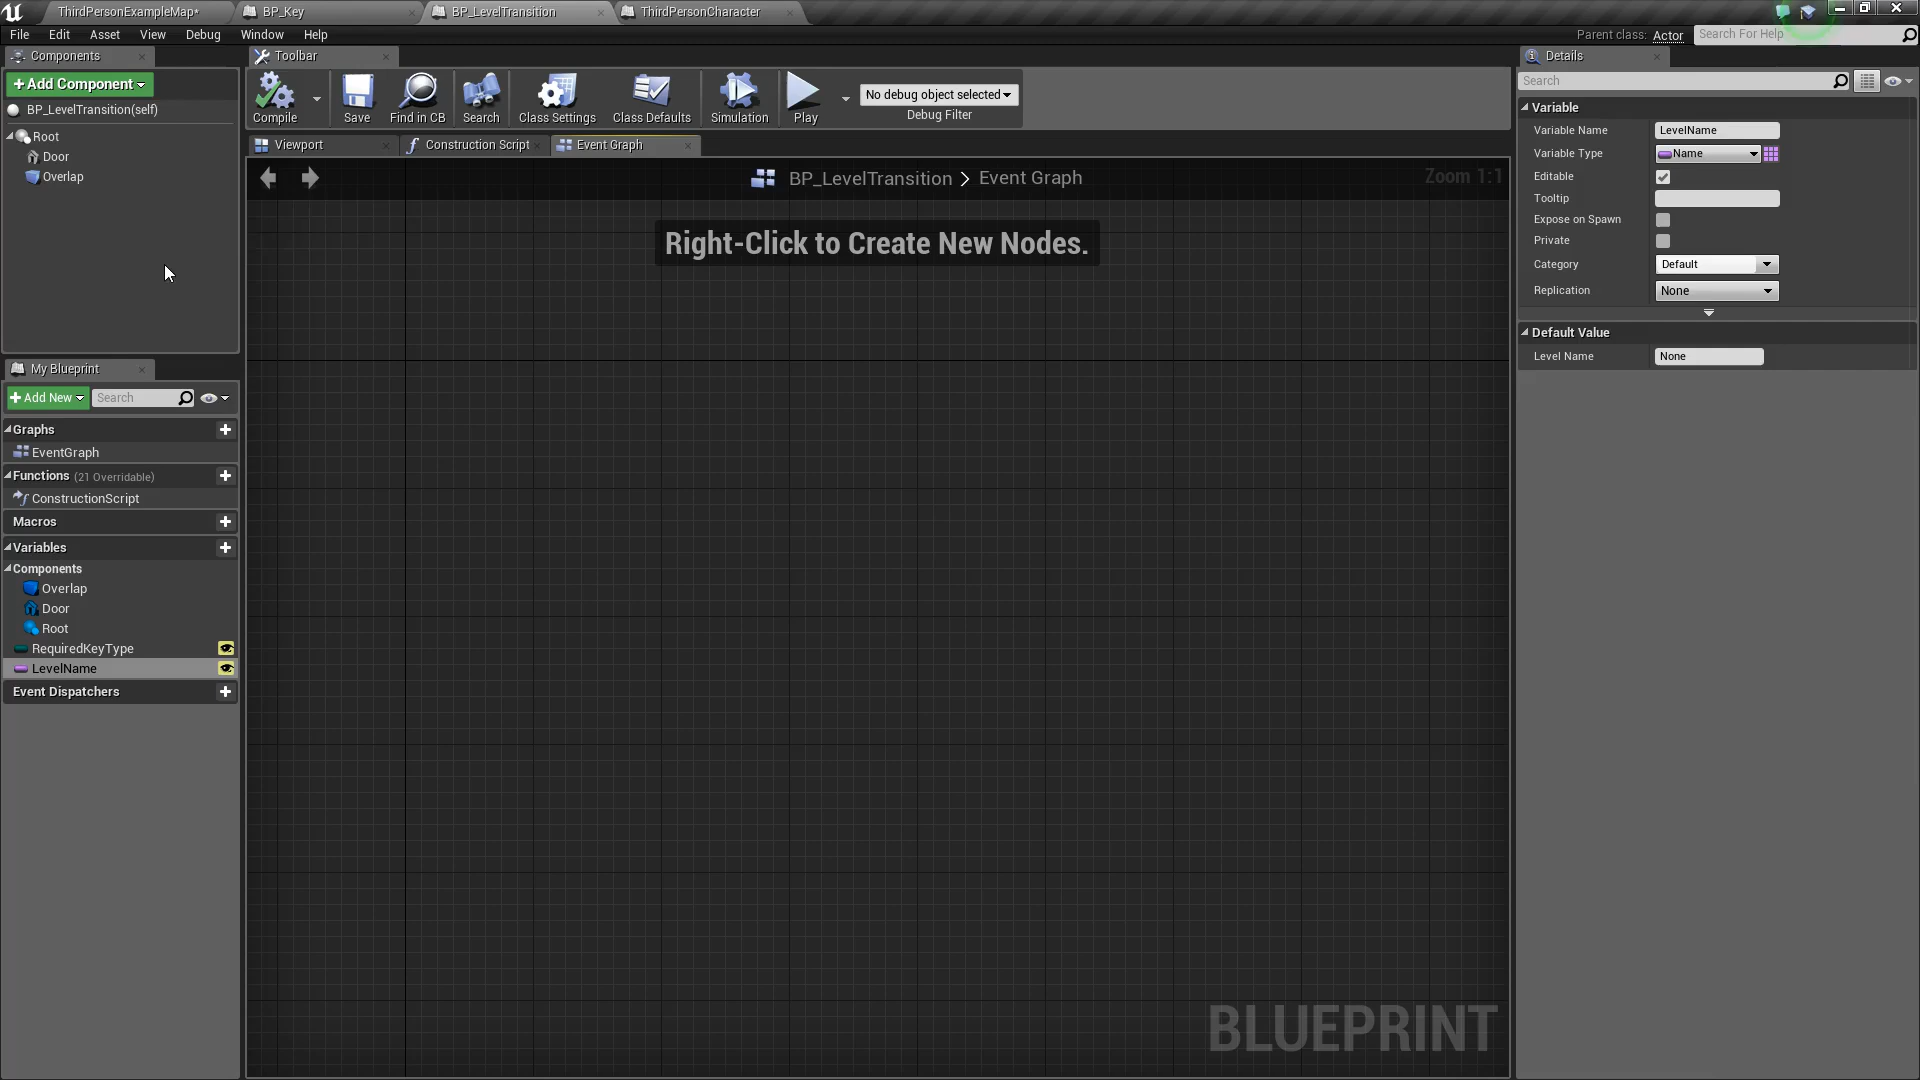 ThirdPersonExampleMap*
BP_Key
BP_LevelTransition
ThirdPersonCharacter
File Edit Asset View Debug Window Help
Parent class: Actor
Search For Help
Components
Add Component
BP_LevelTransition(self)
Root
Door
Overlap
Toolbar
Compile
Save
Find in CB
Search
Class Settings
Class Defaults
Simulation
Play
No debug object selected
Debug Filter
Viewport
Construction Script
Event Graph
BP_LevelTransition > Event Graph
Zoom 1:1
Right-Click to Create New Nodes.
BLUEPRINT
My Blueprint
Add New
Search
Graphs
EventGraph
Functions (21 Overridable)
ConstructionScript
Macros
Variables
Components
Overlap
Door
Root
RequiredKeyType
LevelName
Event Dispatchers
Details
Search
Variable
Variable Name LevelName
Variable Type Name
Editable
Tooltip
Expose on Spawn
Private
Category Default
Replication None
Default Value
Level Name None